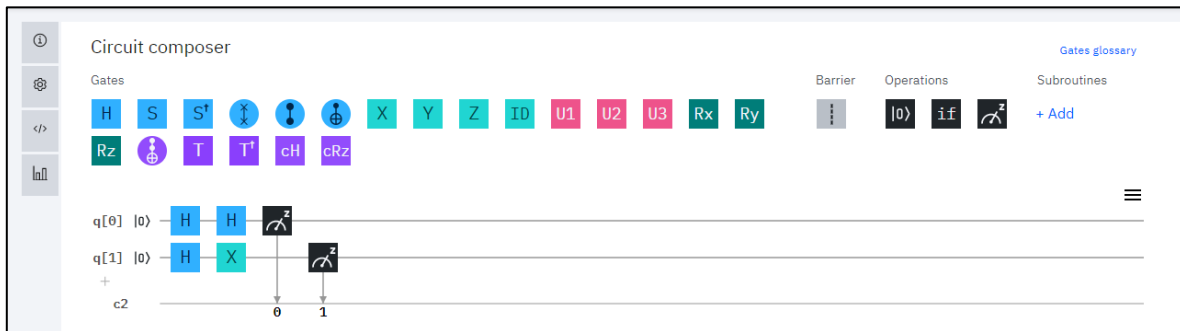 Circuit composer
Gates glossary
Gates
Barrier
Operations
Subroutines
H S S† X Y Z ID U1 U2 U3 Rx Ry
|0⟩ if z
+ Add
Rz T T† cH cRz
q[0] |0⟩ H H z
q[1] |0⟩ H X z
+
c2
0 1